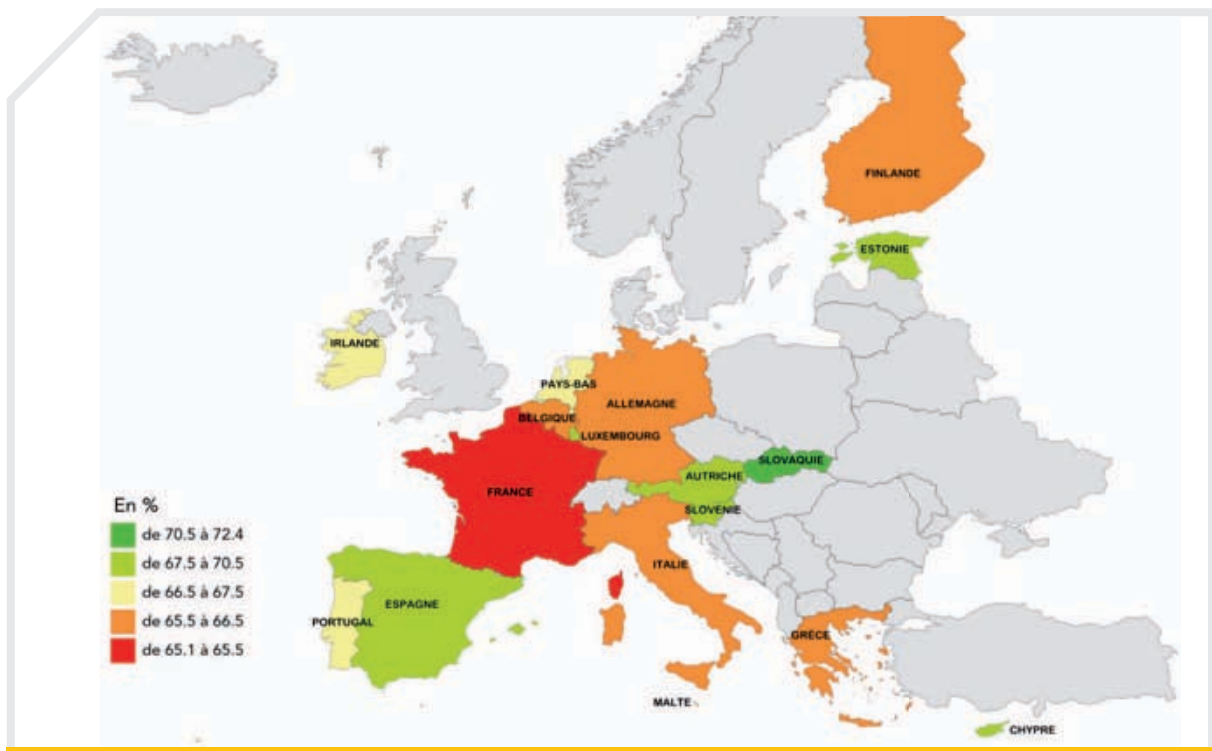 FINLANDE
ESTONIE
IRLANDE
PAYS-BAS
ALLEMAGNE
BELGIQUE
LUXEMBOURG
SLOVAQUIE
AUTRICHE
FRANCE
SLOVENIE
En %
de 70.5 à 72.4
de 67.5 à 70.5
de 66.5 à 67.5
de 65.5 à 66.5
de 65.1 à 65.5
ITALIE
ESPAGNE
PORTUGAL
GRÈCE
MALTE
CHYPRE